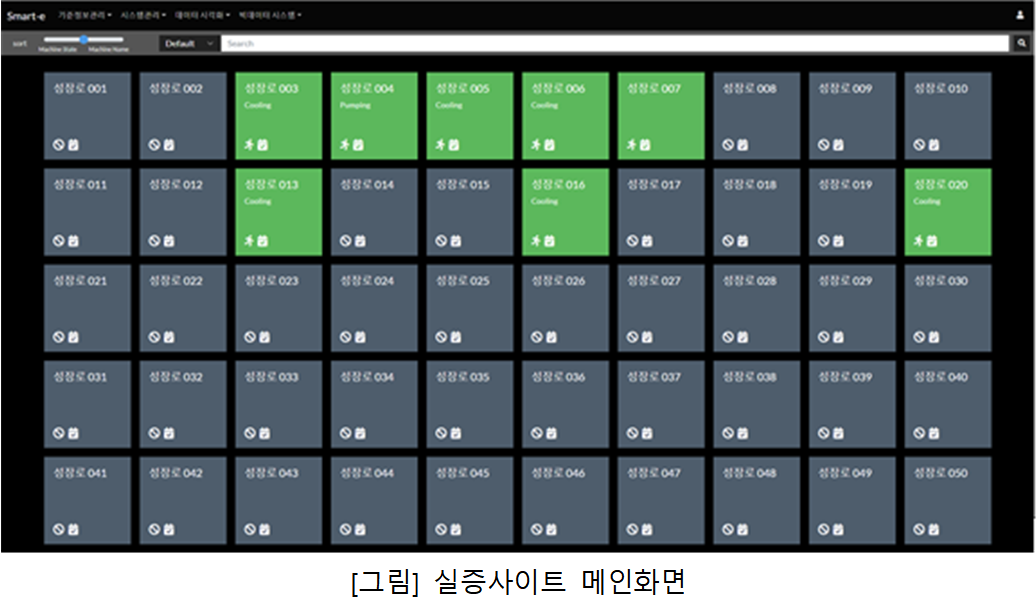 Smart-e 기준정보관리 시스템관리 데이터 시각화 빅데이터 시스템
sort Machine State Machine Name Default Search
성장로 001 성장로 002 성장로 003 성장로 004 성장로 005 성장로 006 성장로 007 성장로 008 성장로 009 성장로 010
Cooling Pumping Cooling Cooling
성장로 011 성장로 012 성장로 013 성장로 014 성장로 015 성장로 016 성장로 017 성장로 018 성장로 019 성장로 020
Cooling Cooling Cooling
성장로 021 성장로 022 성장로 023 성장로 024 성장로 025 성장로 026 성장로 027 성장로 028 성장로 029 성장로 030
성장로 031 성장로 032 성장로 033 성장로 034 성장로 035 성장로 036 성장로 037 성장로 038 성장로 039 성장로 040
성장로 041 성장로 042 성장로 043 성장로 044 성장로 045 성장로 046 성장로 047 성장로 048 성장로 049 성장로 050
[그림] 실증사이트 메인화면